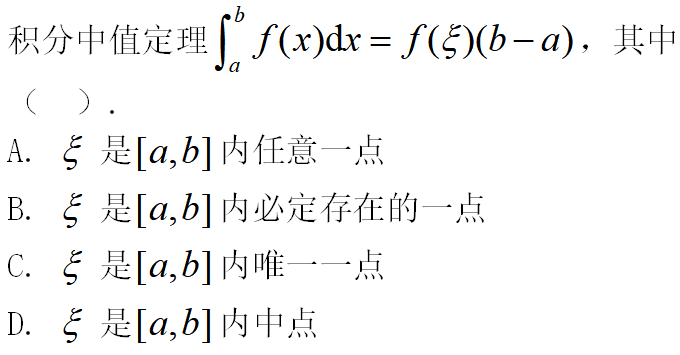 积分中值定理∫_a^b f(x)dx = f(ξ)(b−a)，其中
（ ）.
A. ξ 是[a,b]内任意一点
B. ξ 是[a,b]内必定存在的一点
C. ξ 是[a,b]内唯一一点
D. ξ 是[a,b]内中点